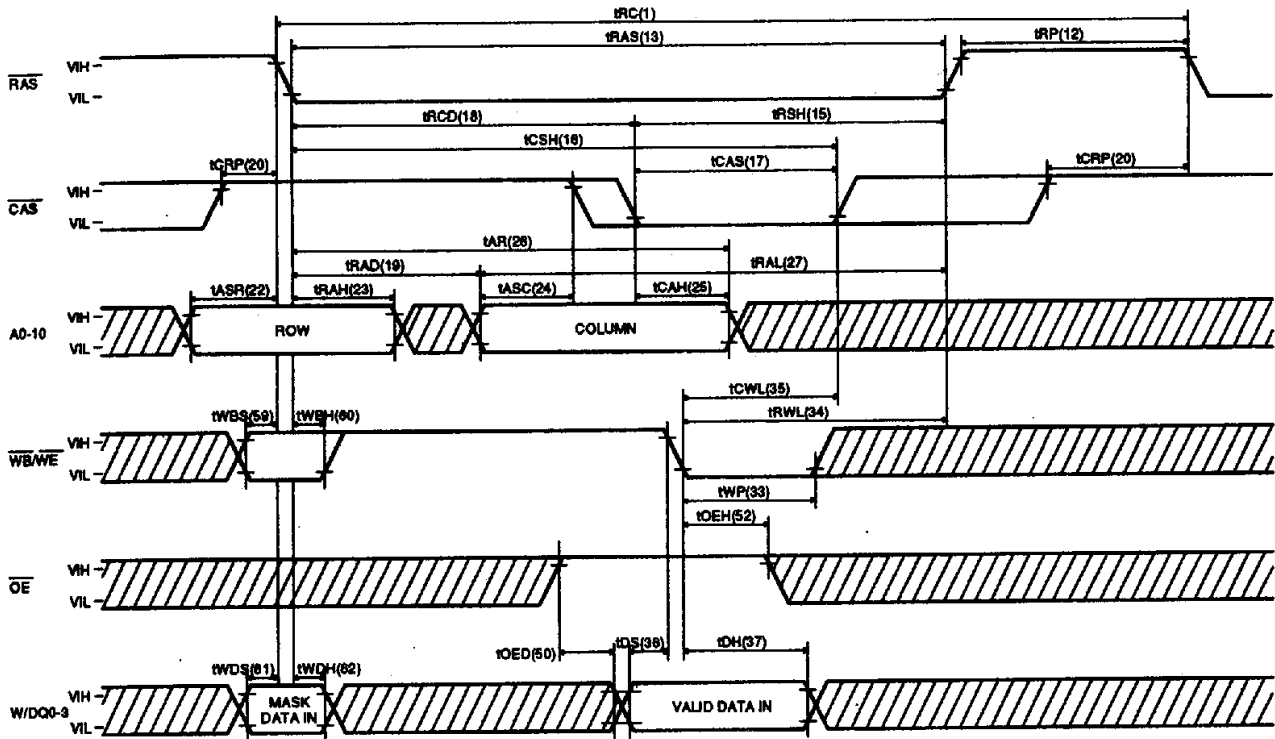 tRC(1)
tRAS(13)
tRP(12)
RAS
VIH
VIL
tRCD(18)
tRSH(15)
tCSH(16)
tCRP(20)
tCAS(17)
tCRP(20)
CAS
VIH
VIL
tAR(26)
tRAD(19)
tRAL(27)
tASR(22)
tRAH(23)
tASC(24)
tCAH(25)
A0-10
VIH
VIL
ROW
COLUMN
tCWL(35)
tRWL(34)
tWBS(59)
tWBH(60)
WB/WE
VIH
VIL
tWP(33)
tOEH(52)
OE
VIH
VIL
tOED(50)
tDS(36)
tDH(37)
tWDS(61)
tWDH(62)
W/DQ0-3
VIH
VIL
MASK
DATA IN
VALID DATA IN